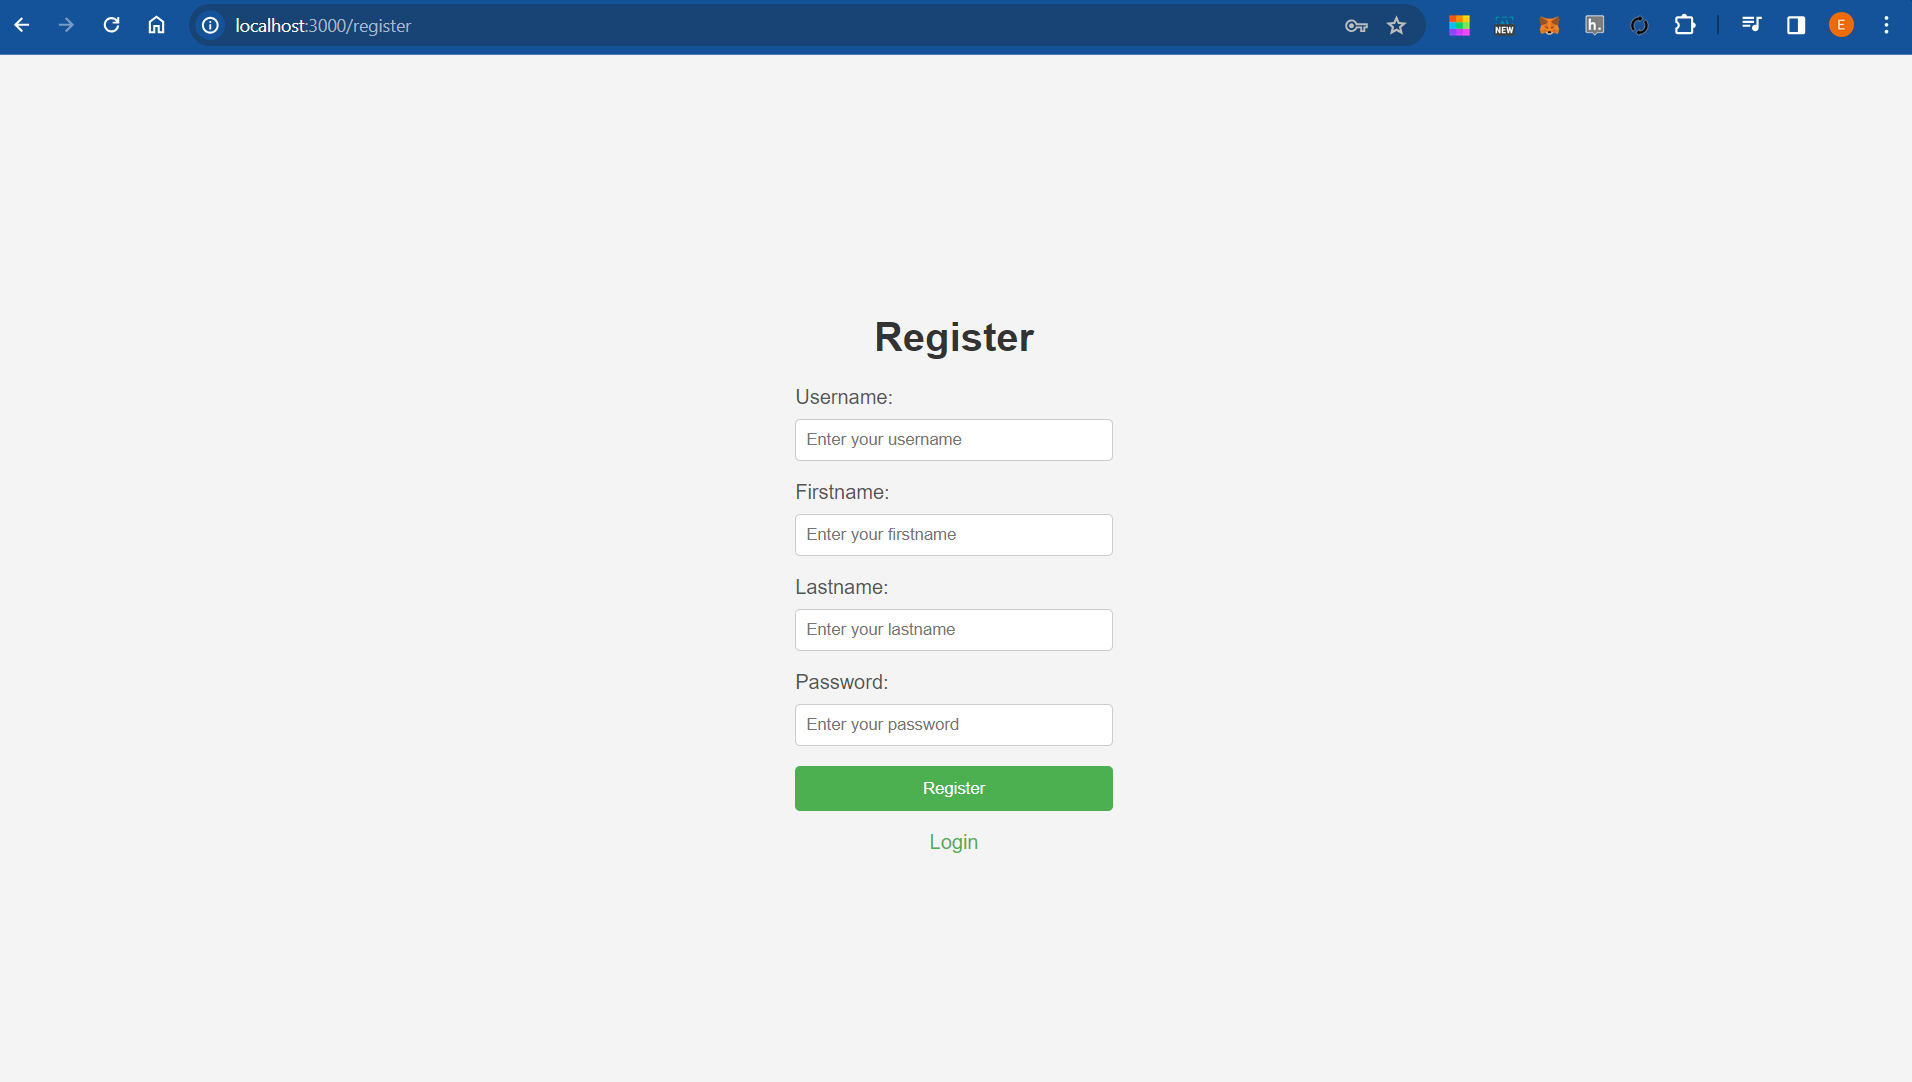 localhost:3000/register
NEW
h.
E
Register
Username:
Enter your username
Firstname:
Enter your firstname
Lastname:
Enter your lastname
Password:
Enter your password
Register
Login